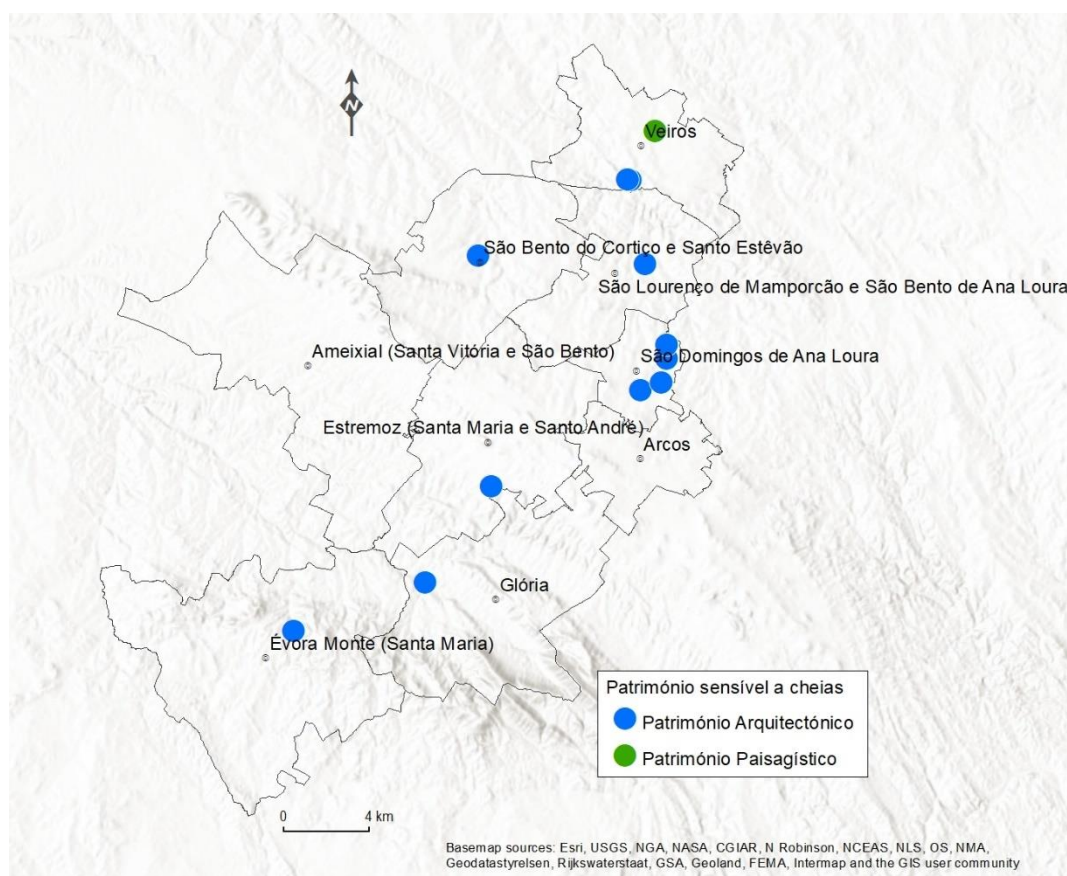 N
Veiros
São Bento do Cortiço e Santo Estêvão
São Lourenço de Mamporcão e São Bento de Ana Loura
Ameixial (Santa Vitória e São Bento)
São Domingos de Ana Loura
Estremoz (Santa Maria e Santo André)
Arcos
Glória
Évora Monte (Santa Maria)
Património sensível a cheias
Património Arquitectónico
Património Paisagístico
0 4 km
Basemap sources: Esri, USGS, NGA, NASA, CGIAR, N Robinson, NCEAS, NLS, OS, NMA,
Geodatastyrelsen, Rijkswaterstaat, GSA, Geoland, FEMA, Intermap and the GIS user community